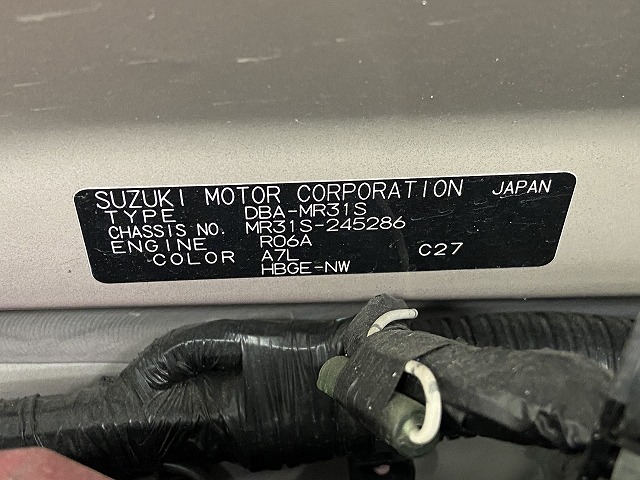 SUZUKI MOTOR CORPORATION JAPAN
TYPE DBA-MR31S
CHASSIS NO. MR31S-245286
ENGINE R06A
COLOR A7L C27
HBGE-NW